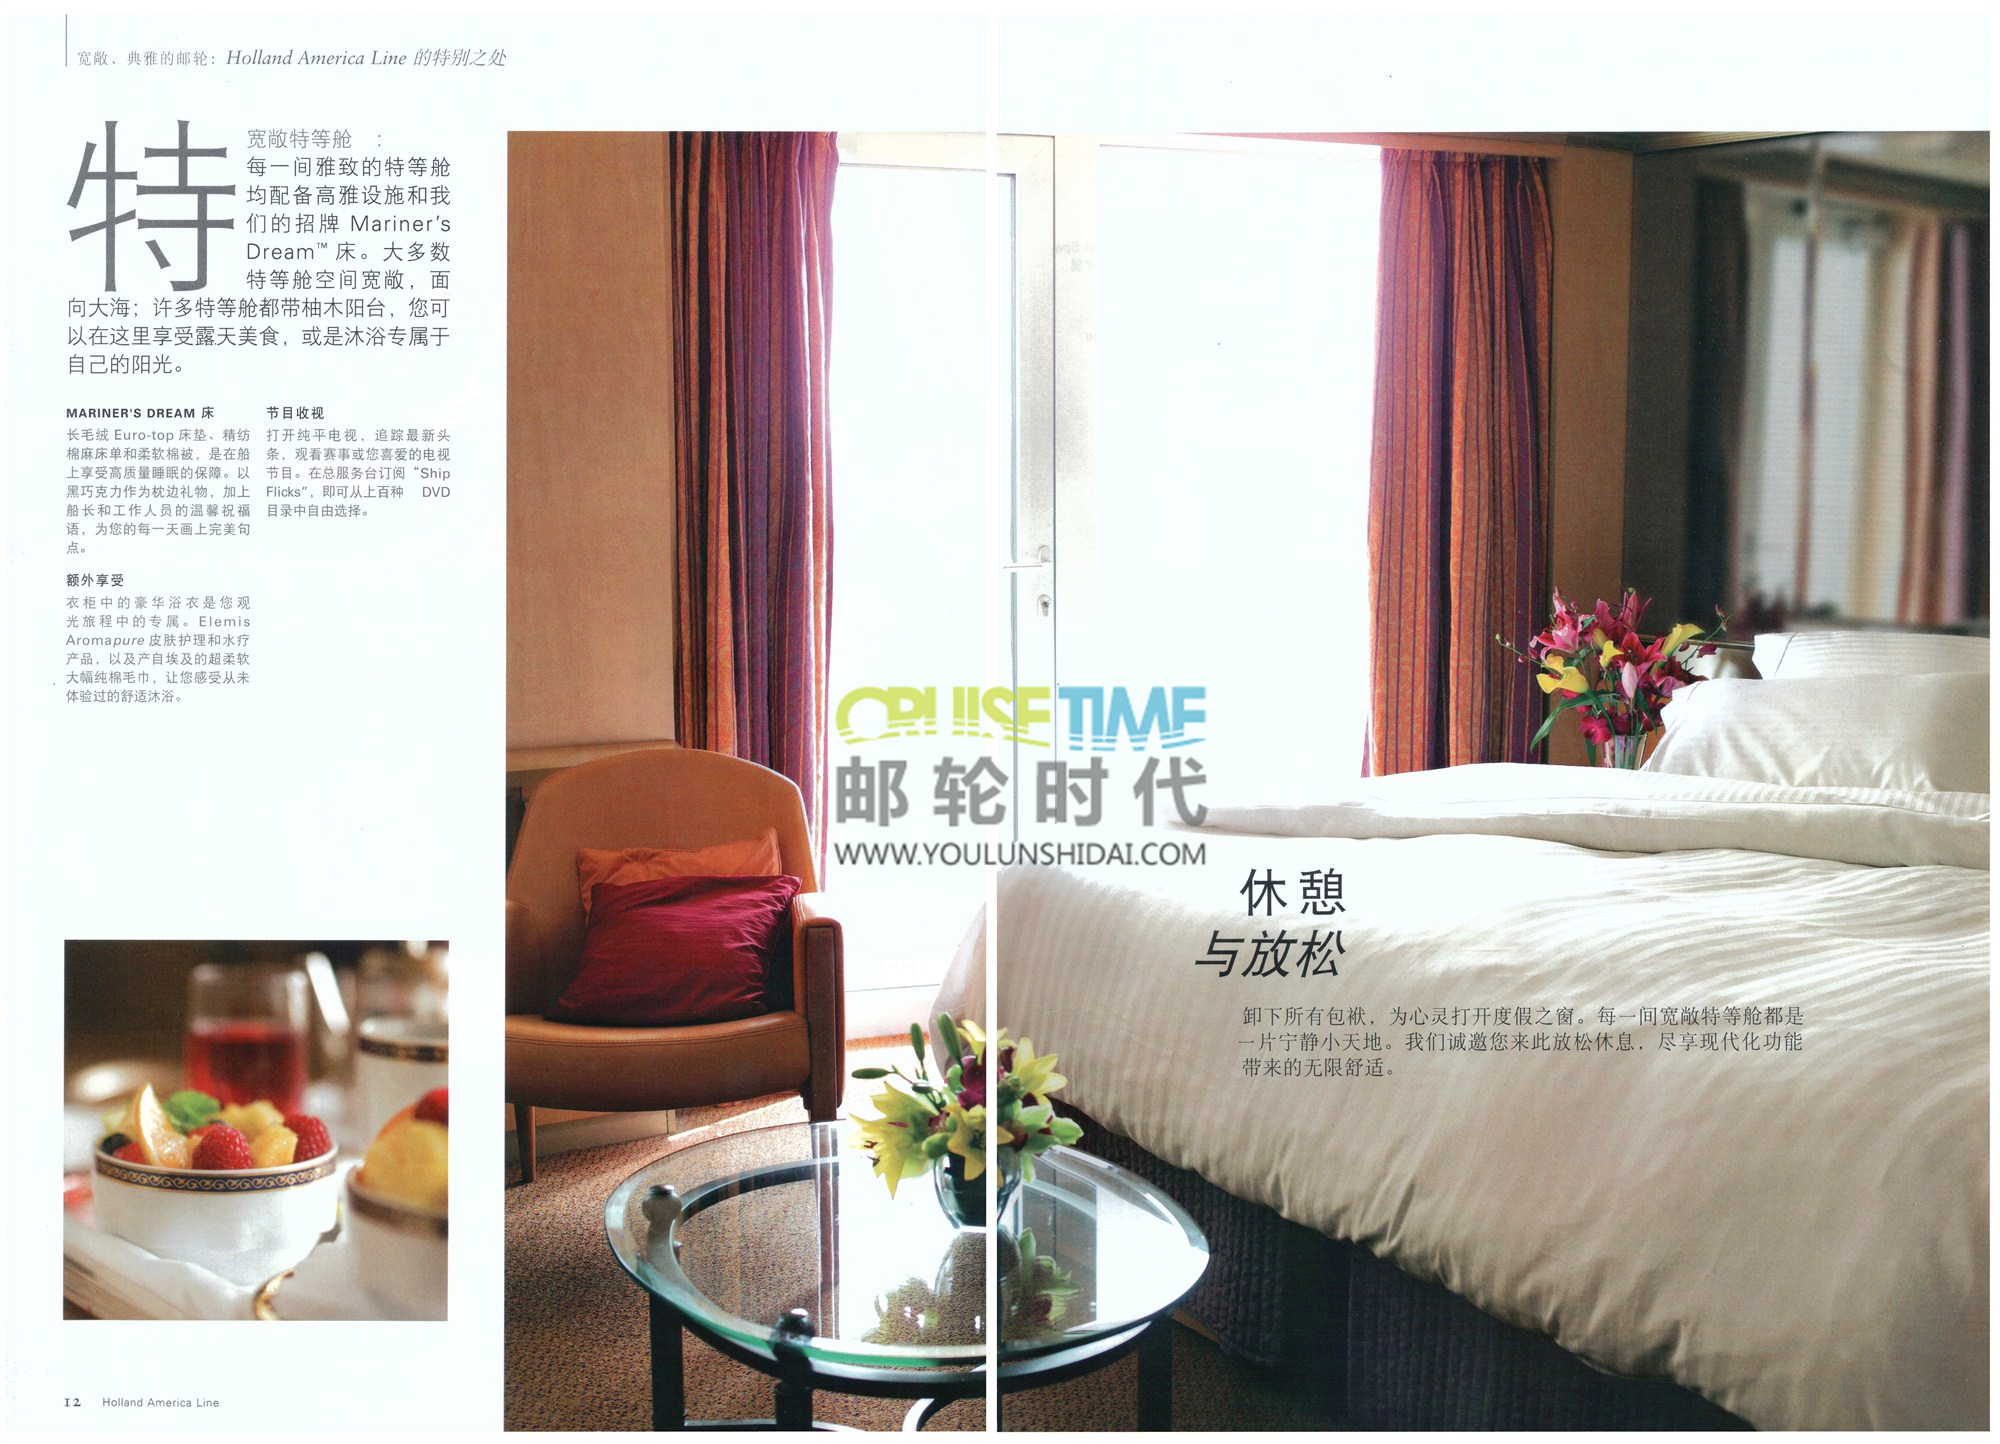 宽敞、典雅的邮轮：Holland America Line 的特别之处
特
宽敞特等舱 ：
每一间雅致的特等舱
均配备高雅设施和我
们的招牌 Mariner's
Dream™ 床。大多数
特等舱空间宽敞，面
向大海；许多特等舱都带柚木阳台，您可
以在这里享受露天美食，或是沐浴专属于
自己的阳光。
MARINER'S DREAM 床
长毛绒 Euro-top 床垫、精纺
棉麻床单和柔软棉被，是在船
上享受高质量睡眠的保障。以
黑巧克力作为枕边礼物，加上
船长和工作人员的温馨祝福
语，为您的每一天画上完美句
点。
额外享受
衣柜中的豪华浴衣是您观
光旅程中的专属。Elemis
Aromapure 皮肤护理和水疗
产品，以及产自埃及的超柔软
大幅纯棉毛巾，让您感受从未
体验过的舒适沐浴。
节目收视
打开纯平电视，追踪最新头
条，观看赛事或您喜爱的电视
节目。在总服务台订阅“Ship
Flicks”，即可从上百种 DVD
目录中自由选择。
CRUISETIME
邮轮时代
WWW.YOULUNSHIDAI.COM
休憩
与放松
卸下所有包袱，为心灵打开度假之窗。每一间宽敞特等舱都是
一片宁静小天地。我们诚邀您来此放松休息，尽享现代化功能
带来的无限舒适。
12 Holland America Line